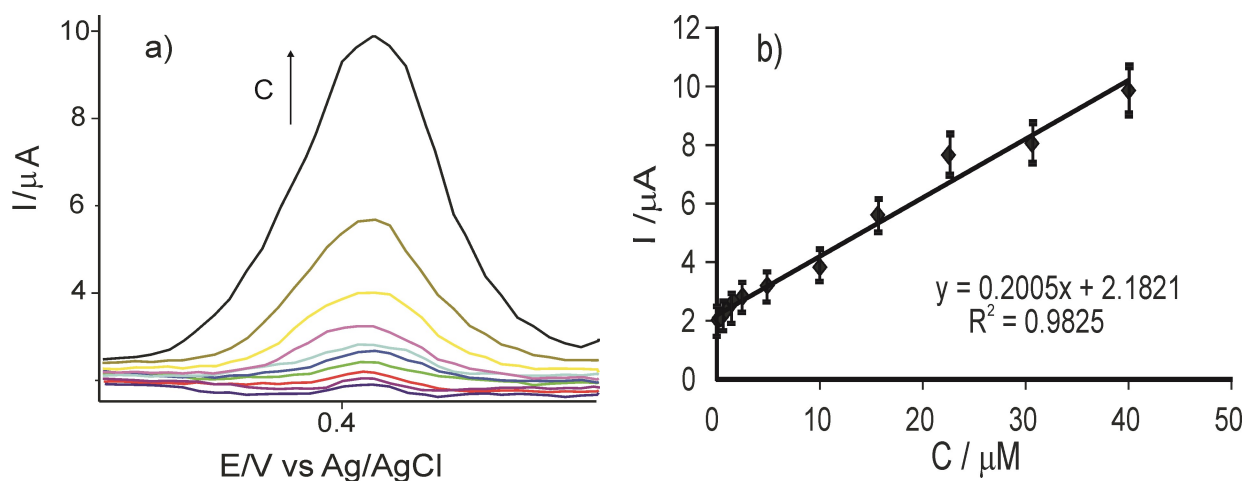 a)
10
8
6
4
C
I/μA
0.4
E/V vs Ag/AgCl
b)
12
10
8
6
4
2
0
I /μA
y = 0.2005x + 2.1821
R² = 0.9825
0 10 20 30 40 50
C / μM